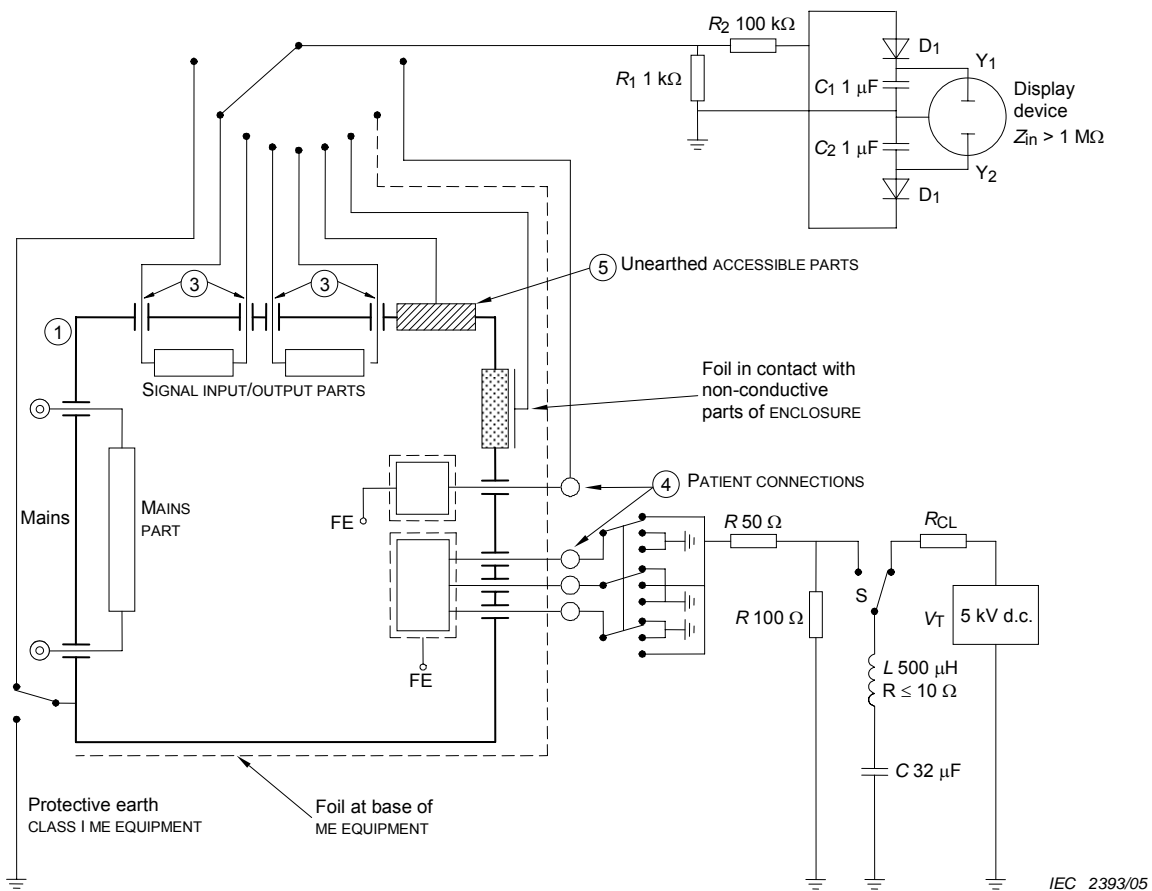 R2 100 kΩ
D1
Y1
R1 1 kΩ
C1 1 μF
Display
device
Zin > 1 MΩ
C2 1 μF
Y2
D1
3
3
5 Unearthed ACCESSIBLE PARTS
1
SIGNAL INPUT/OUTPUT PARTS
Foil in contact with
non-conductive
parts of ENCLOSURE
4 PATIENT CONNECTIONS
Mains
MAINS
PART
FE
R 50 Ω
RCL
S
R 100 Ω
VT
5 kV d.c.
FE
L 500 μH
R ≤ 10 Ω
C 32 μF
Protective earth
CLASS I ME EQUIPMENT
Foil at base of
ME EQUIPMENT
IEC 2393/05